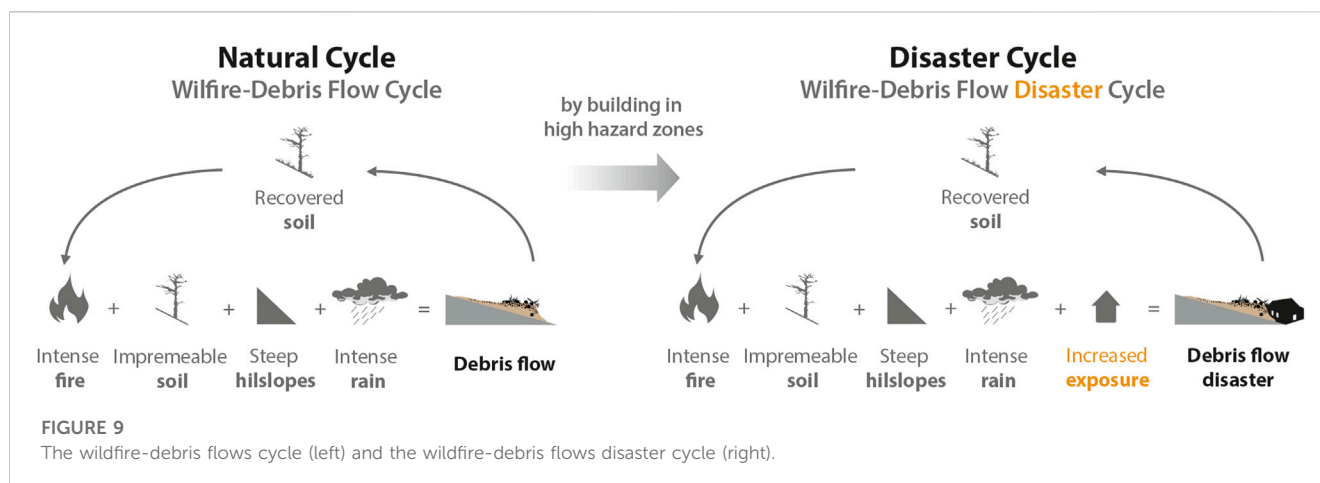 Natural Cycle
Wilfire-Debris Flow Cycle
Recovered
soil
+
+
+
=
Intense
fire
Impremeable
soil
Steep
hilslopes
Intense
rain
Debris flow
by building in
high hazard zones
Disaster Cycle
Wilfire-Debris Flow Disaster Cycle
Recovered
soil
+
+
+
+
=
Intense
fire
Impremeable
soil
Steep
hilslopes
Intense
rain
Increased
exposure
Debris flow
disaster
FIGURE 9
The wildfire-debris flows cycle (left) and the wildfire-debris flows disaster cycle (right).